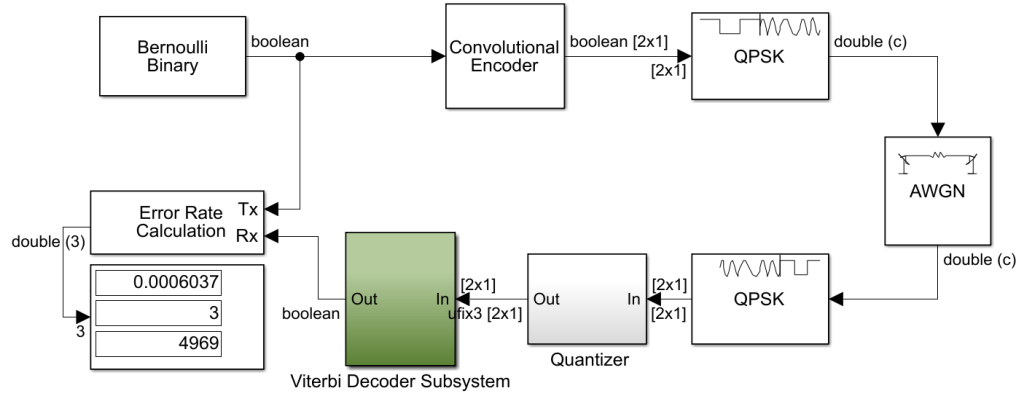 Bernoulli
Binary
boolean
Convolutional
Encoder
boolean [2x1]
[2x1]
QPSK
double (c)
AWGN
double (c)
Error Rate
Calculation
Tx
Rx
double (3)
3
0.0006037
3
4969
boolean
Out
In
Viterbi Decoder Subsystem
[2x1]
ufix3 [2x1]
Out
In
Quantizer
[2x1]
[2x1]
QPSK